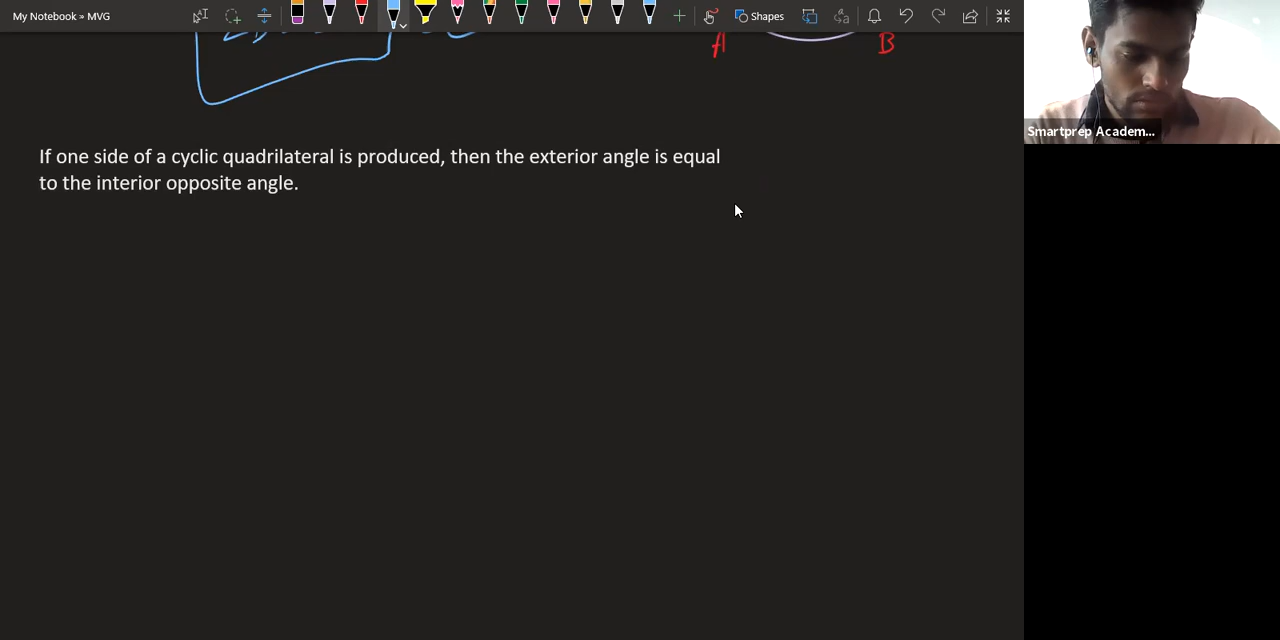 My Notebook » MVG
Shapes
A
B
Smartprep Academ...
If one side of a cyclic quadrilateral is produced, then the exterior angle is equal
to the interior opposite angle.